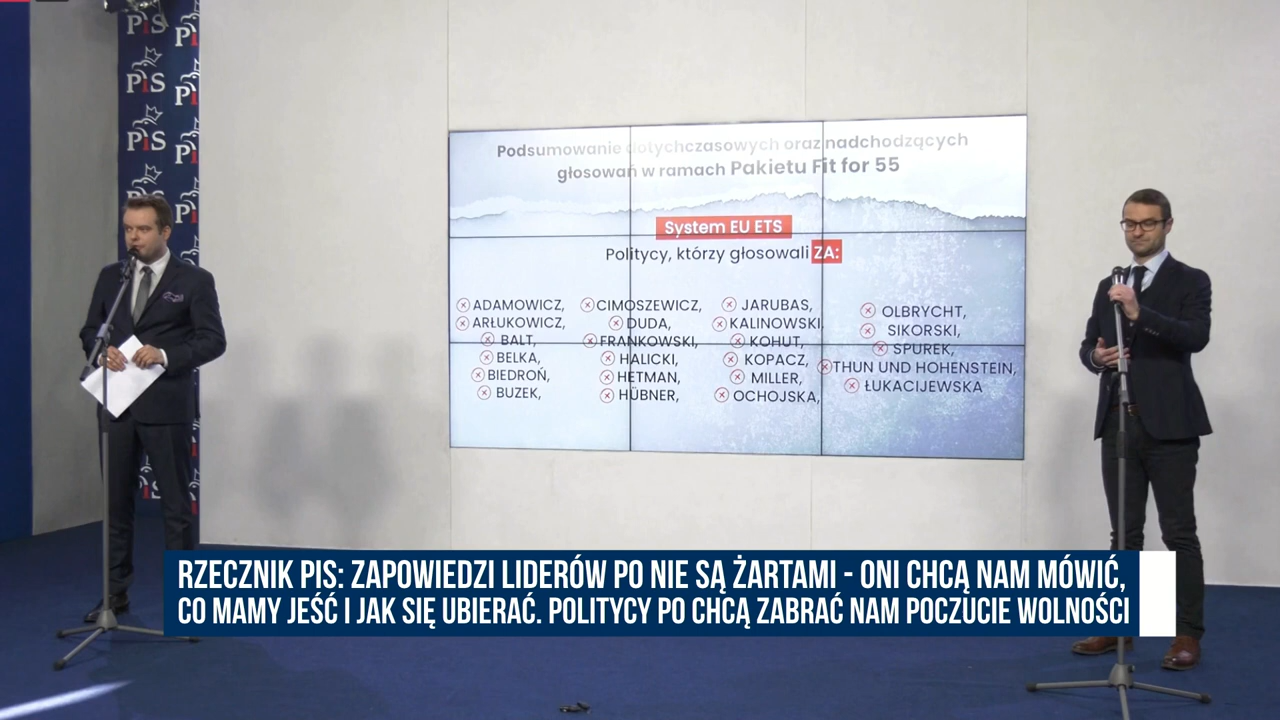 PiS
PiS
PiS
PiS
PiS
PiS
Podsumowanie dotychczasowych oraz nadchodzących
głosowań w ramach Pakietu Fit for 55
System EU ETS
Politycy, którzy głosowali ZA:
ADAMOWICZ, CIMOSZEWICZ, JARUBAS, OLBRYCHT,
ARŁUKOWICZ, DUDA, KALINOWSKI, SIKORSKI,
BALT, FRANKOWSKI, KOHUT, SPUREK,
BELKA, HALICKI, KOPACZ, THUN UND HOHENSTEIN,
BIEDROŃ, HETMAN, MILLER, ŁUKACIJEWSKA
BUZEK, HÜBNER, OCHOJSKA,
RZECZNIK PIS: ZAPOWIEDZI LIDERÓW PO NIE SĄ ŻARTAMI - ONI CHCĄ NAM MÓWIĆ,
CO MAMY JEŚĆ I JAK SIĘ UBIERAĆ. POLITYCY PO CHCĄ ZABRAĆ NAM POCZUCIE WOLNOŚCI